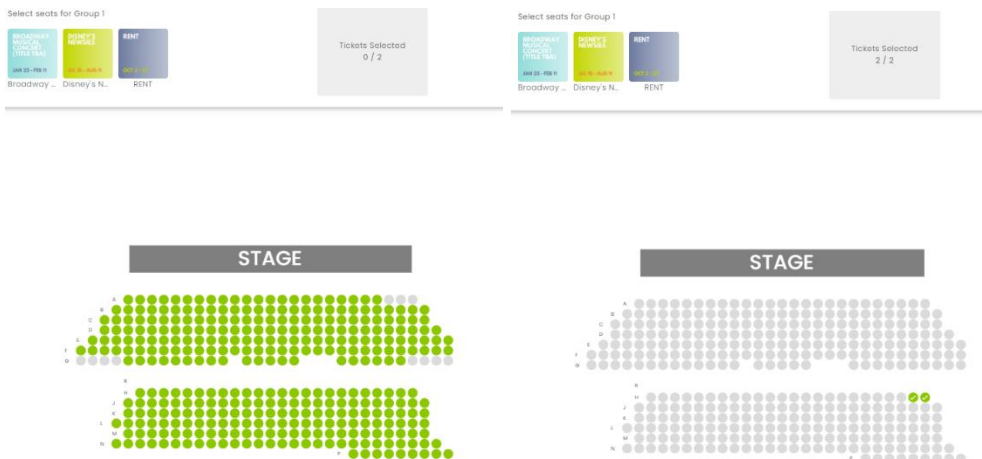 Select seats for Group 1
BROADWAY
MUSICAL
CONCERT
(TITLE TBA)
JAN 23 - FEB 11
DISNEY'S
NEWSIES
RENT
Broadway ...
Disney's N...
RENT
Tickets Selected
0 / 2
STAGE
A
B
C
D
E
F
G
R
H
J
K
L
M
N
P
Select seats for Group 1
BROADWAY
MUSICAL
CONCERT
(TITLE TBA)
JAN 23 - FEB 11
DISNEY'S
NEWSIES
RENT
Broadway ...
Disney's N...
RENT
Tickets Selected
2 / 2
STAGE
A
B
C
D
E
F
G
R
H
J
K
L
M
N
P